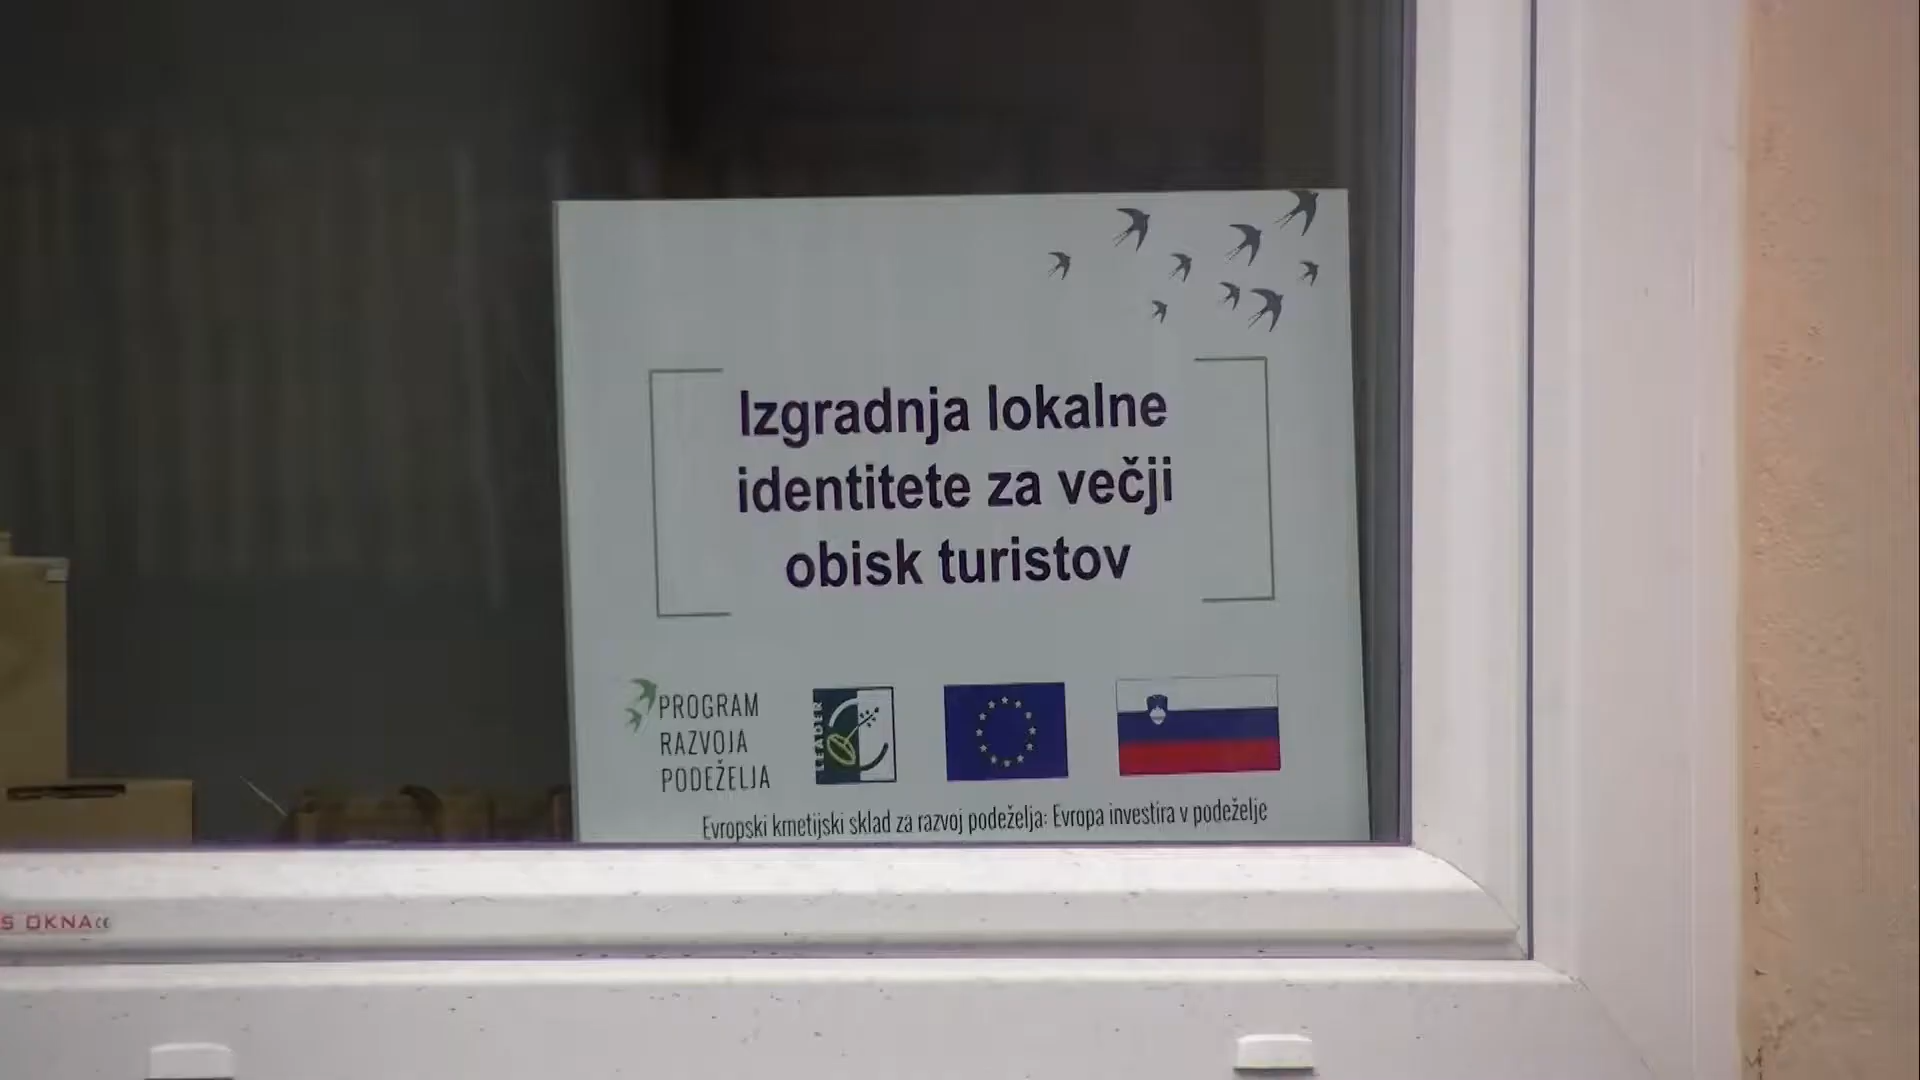 Izgradnja lokalne
identitete za večji
obisk turistov
PROGRAM
RAZVOJA
PODEŽELJA
LEADER
Evropski kmetijski sklad za razvoj podeželja: Evropa investira v podeželje
S OKNA CE